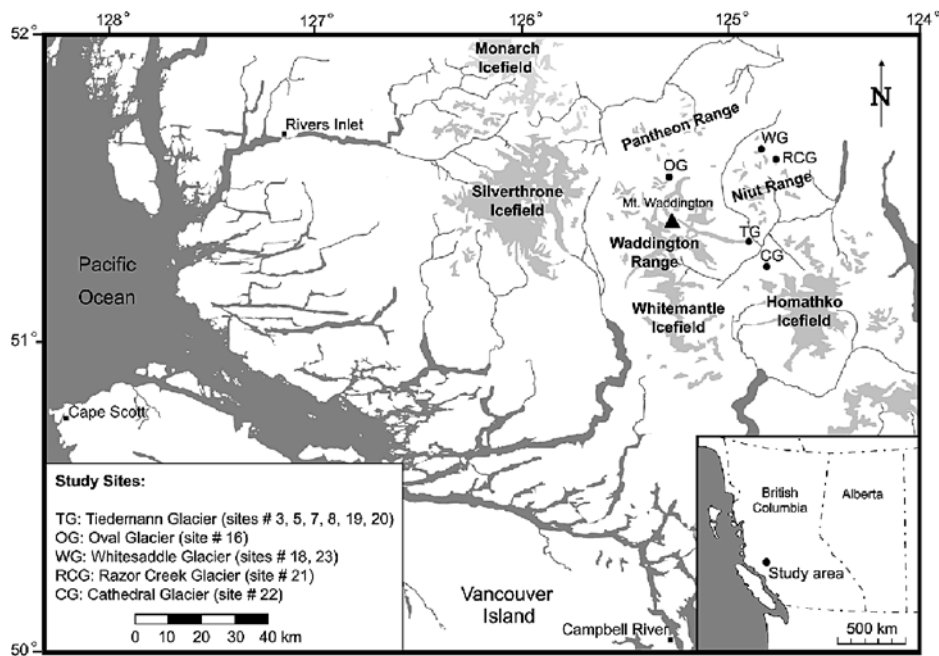 128° 127° 126° 125° 124°
52°
Monarch
Icefield
N
Rivers Inlet
Pantheon Range
WG
RCG
OG
Niut Range
Silverthrone
Icefield
Mt. Waddington
TG
Waddington
Range
CG
Pacific
Ocean
Whitemantle
Icefield
Homathko
Icefield
51°
Cape Scott
Study Sites:
TG: Tiedemann Glacier (sites # 3, 5, 7, 8, 19, 20)
OG: Oval Glacier (site # 16)
WG: Whitesaddle Glacier (sites # 18, 23)
RCG: Razor Creek Glacier (site # 21)
CG: Cathedral Glacier (site # 22)
0 10 20 30 40 km
Vancouver
Island
Campbell River
British
Columbia
Alberta
Study area
500 km
50°